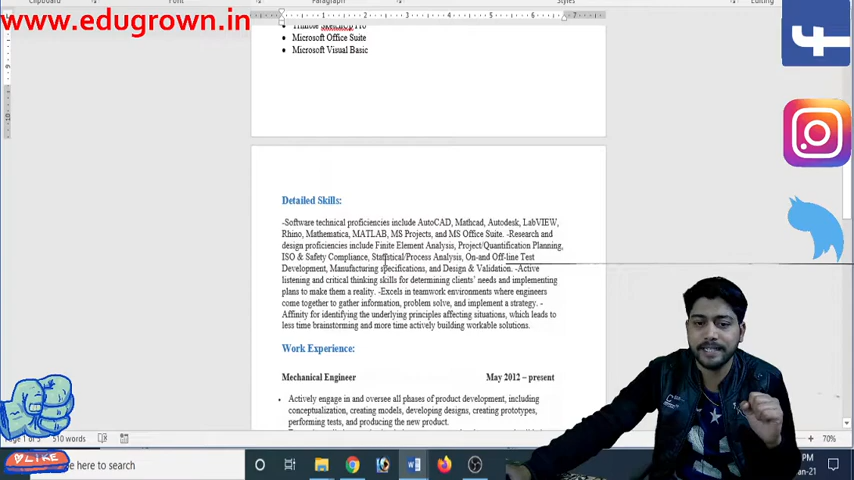 Clipboard
Font
Paragraph
Styles
Editing
www.edugrown.in
Microsoft Office Suite
Microsoft Visual Basic
Detailed Skills:
-Software technical proficiencies include AutoCAD, Mathcad, Autodesk, LabVIEW,
Rhino, Mathematica, MATLAB, MS Projects, and MS Office Suite. -Research and
design proficiencies include Finite Element Analysis, Project/Quantification Planning,
ISO & Safety Compliance, Statistical/Process Analysis, On-and Off-line Test
Development, Manufacturing specifications, and Design & Validation. -Active
listening and critical thinking skills for determining clients' needs and implementing
plans to make them a reality. -Excels in teamwork environments where engineers
come together to gather information, problem solve, and implement a strategy. -
Affinity for identifying the underlying principles affecting situations, which leads to
less time brainstorming and more time actively building workable solutions.
Work Experience:
Mechanical Engineer May 2012 – present
Actively engage in and oversee all phases of product development, including
conceptualization, creating models, developing designs, creating prototypes,
performing tests, and producing the new product.
510 words
70%
LIKE
here to search
PM